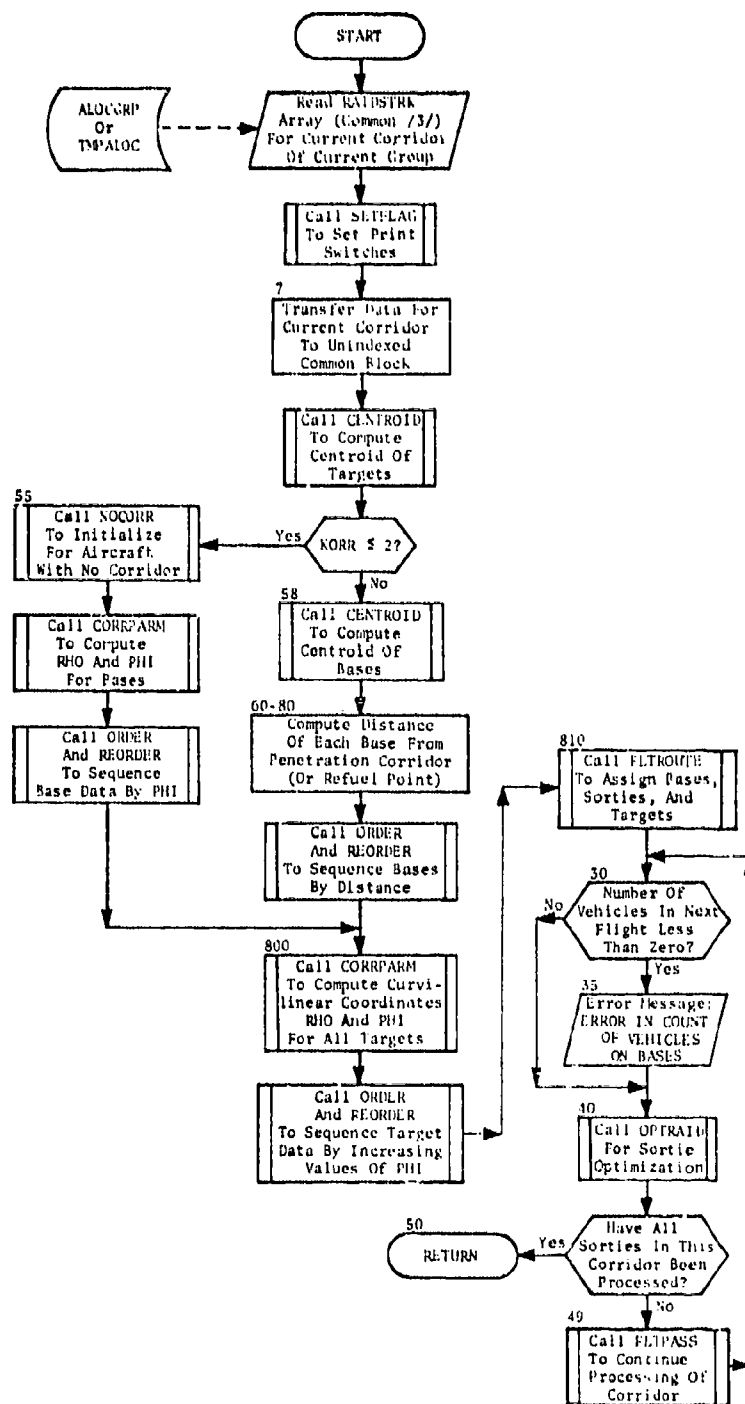 START
ALOCGRP
Or
TMPALOC
Read RAIDSTRK
Array (Common /3/)
For Current Corridor
Of Current Group
Call SETFLAG
To Set Print
Switches
7
Transfer Data For
Current Corridor
To Unindexed
Common Block
Call CENTROID
To Compute
Centroid Of
Targets
KORR ≤ 2?
Yes
No
55
Call NOCORR
To Initialize
For Aircraft
With No Corridor
Call CORRPARM
To Compute
RHO And PHI
For Bases
Call ORDER
And REORDER
To Sequence
Base Data By PHI
58
Call CENTROID
To Compute
Centroid Of
Bases
60-80
Compute Distance
Of Each Base From
Penetration Corridor
(Or Refuel Point)
Call ORDER
And REORDER
To Sequence Bases
By Distance
800
Call CORRPARM
To Compute Curvi-
linear Coordinates
RHO And PHI
For All Targets
Call ORDER
And REORDER
To Sequence Target
Data By Increasing
Values Of PHI
810
Call FLTROUTE
To Assign Bases,
Sorties, And
Targets
30
Number Of
Vehicles In Next
Flight Less
Than Zero?
No
Yes
35
Error Message:
ERROR IN COUNT
OF VEHICLES
ON BASES
40
Call OPTRAID
For Sortie
Optimization
Have All
Sorties In This
Corridor Been
Processed?
Yes
No
50
RETURN
49
Call FLTPASS
To Continue
Processing Of
Corridor